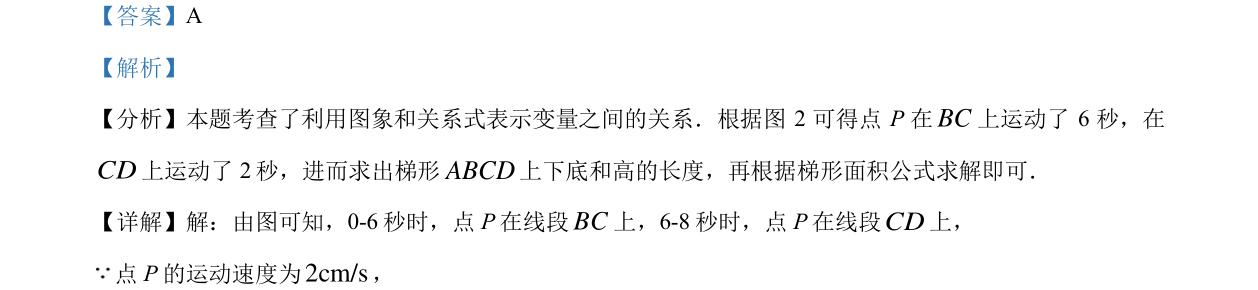 【答案】A
【解析】
【分析】本题考查了利用图象和关系式表示变量之间的关系．根据图 2 可得点 P 在 BC 上运动了 6 秒，在
CD 上运动了 2 秒，进而求出梯形 ABCD 上下底和高的长度，再根据梯形面积公式求解即可．
【详解】解：由图可知，0-6 秒时，点 P 在线段 BC 上，6-8 秒时，点 P 在线段 CD 上，
∵点 P 的运动速度为 2cm/s，